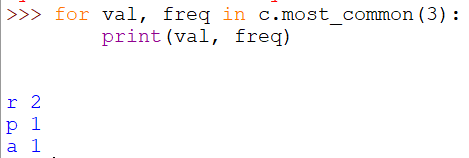 >>> for val, freq in c.most_common(3):
        print(val, freq)
r 2
p 1
a 1